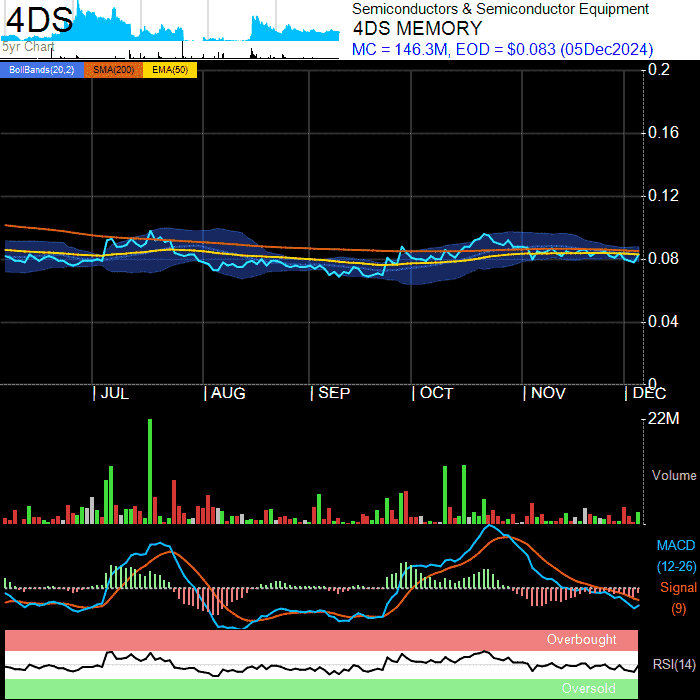 4DS
5yr Chart
Semiconductors & Semiconductor Equipment
4DS MEMORY
MC = 146.3M, EOD = $0.083 (05Dec2024)
BollBands(20,2) SMA(200) EMA(50)
0.2
0.16
0.12
0.08
0.04
0
JUL AUG SEP OCT NOV DEC
22M
Volume
MACD
(12-26)
Signal
(9)
Overbought
RSI(14)
Oversold